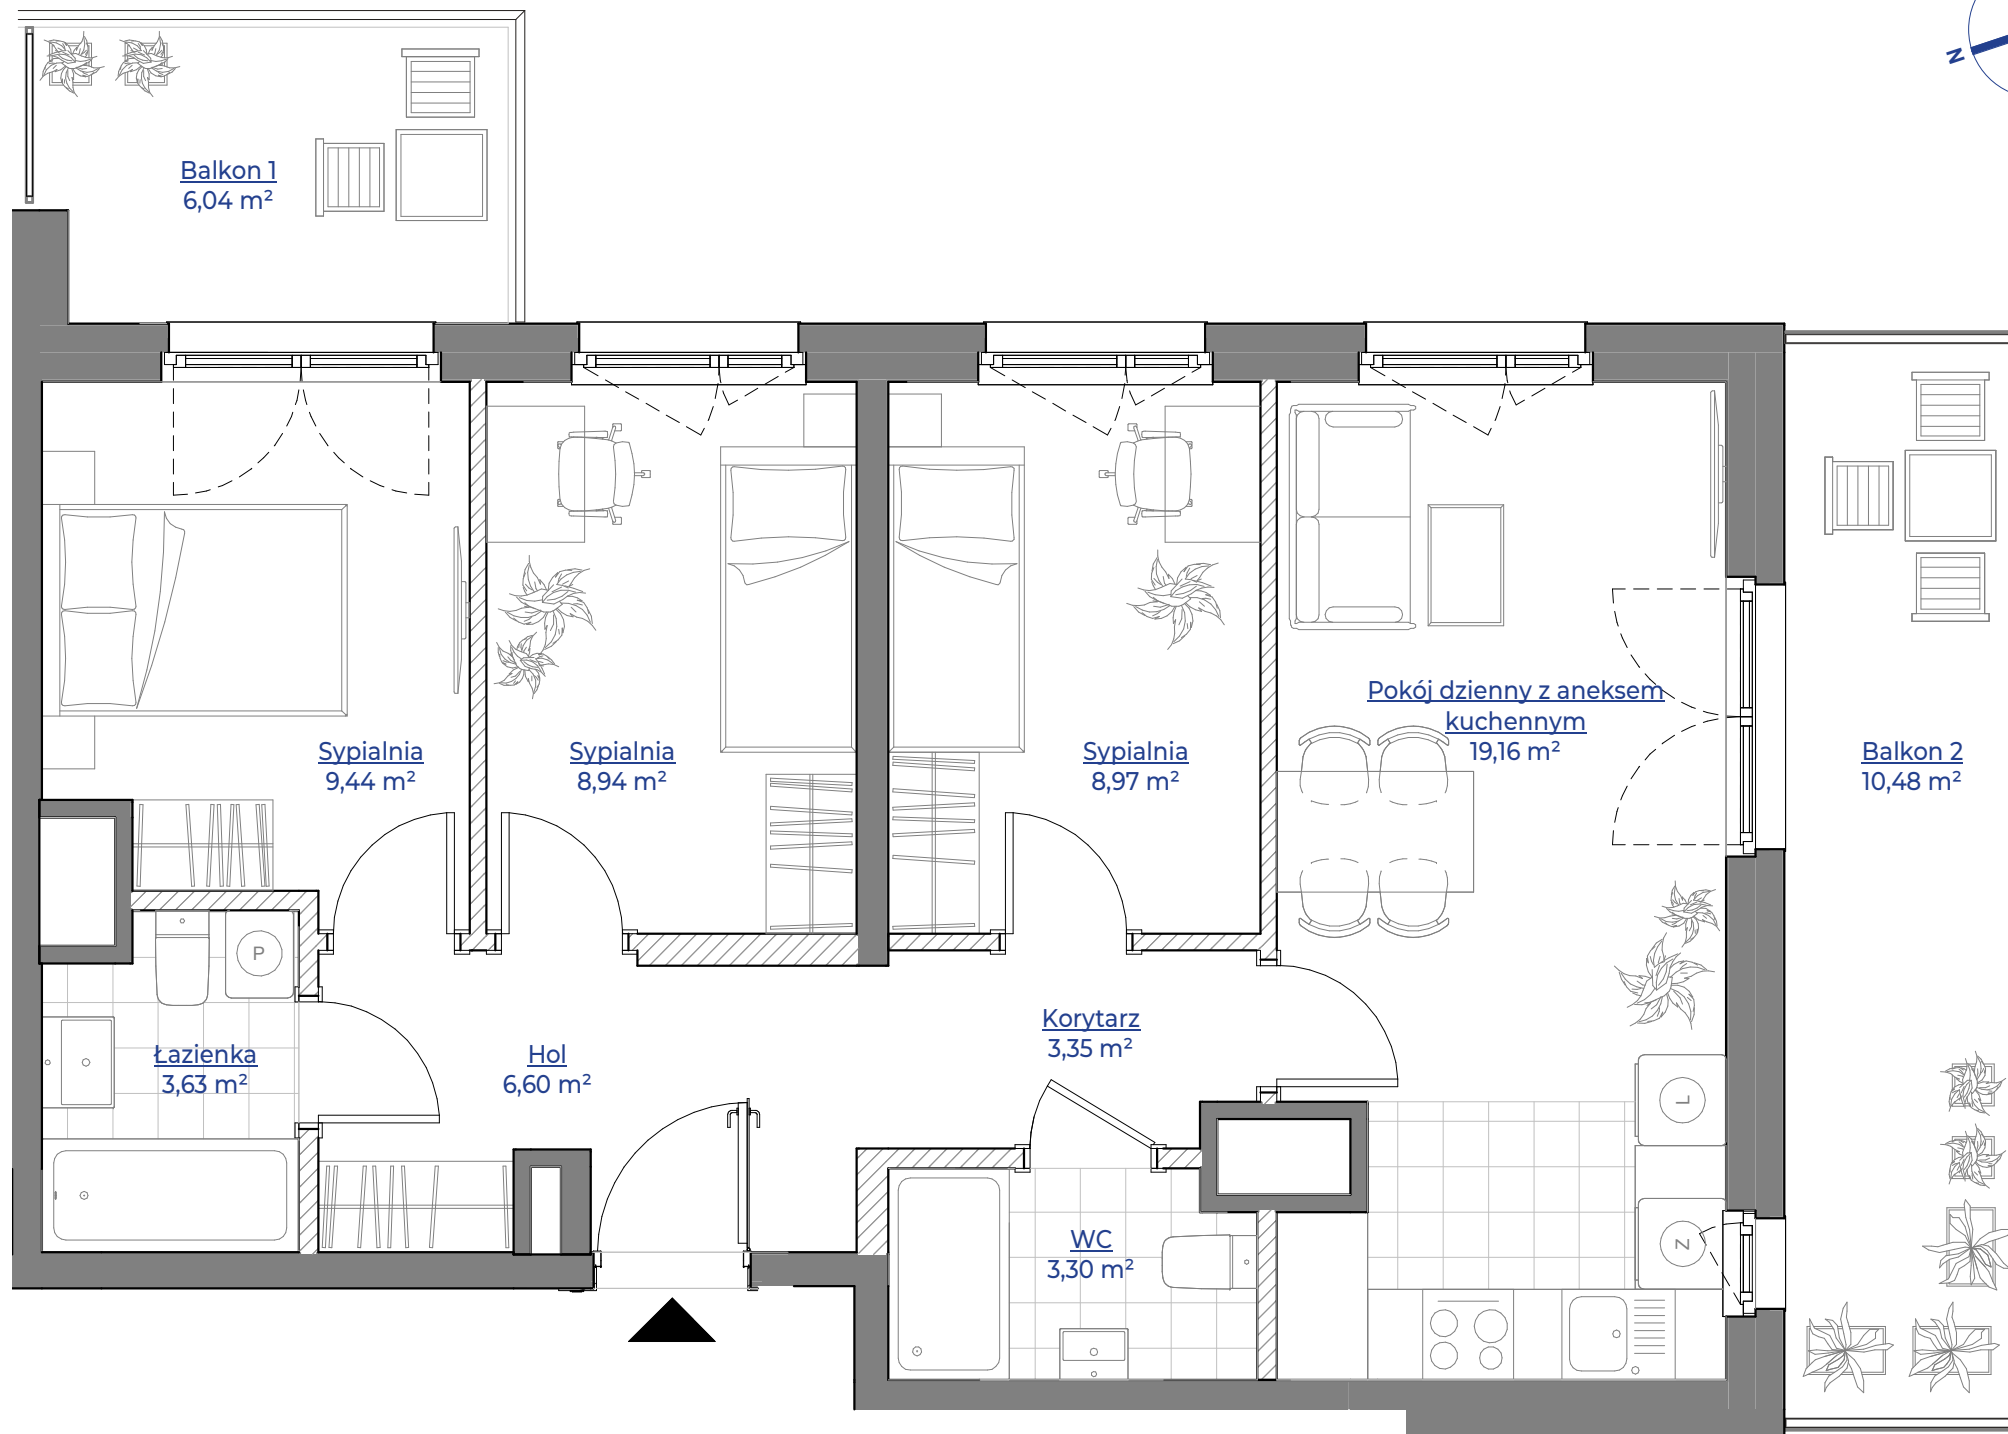 N
Balkon 1
6,04 m²
Pokój dzienny z aneksem
kuchennym
19,16 m²
Sypialnia
9,44 m²
Sypialnia
8,94 m²
Sypialnia
8,97 m²
Balkon 2
10,48 m²
P
Korytarz
3,35 m²
Łazienka
3,63 m²
Hol
6,60 m²
L
WC
3,30 m²
Z